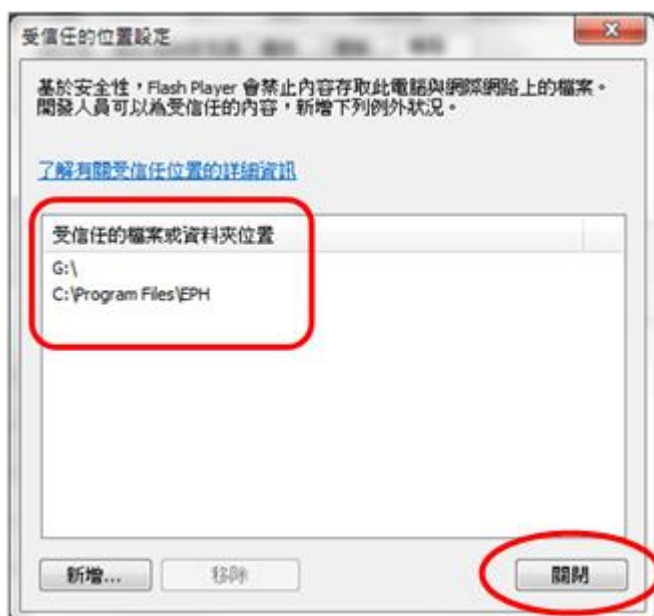 受信任的位置設定
基於安全性，Flash Player 會禁止內容存取此電腦與網際網路上的檔案。
開發人員可以為受信任的內容，新增下列例外狀況。
了解有關受信任位置的詳細資訊
受信任的檔案或資料夾位置
G:\
C:\Program Files\EPH
新增...
移除
關閉